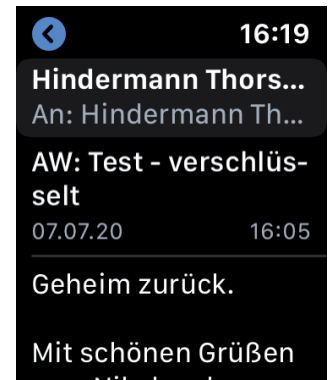 16:19
Hindermann Thors...
An: Hindermann Th...
AW: Test - verschlüs-
selt
07.07.20 16:05
Geheim zurück.
Mit schönen Grüßen